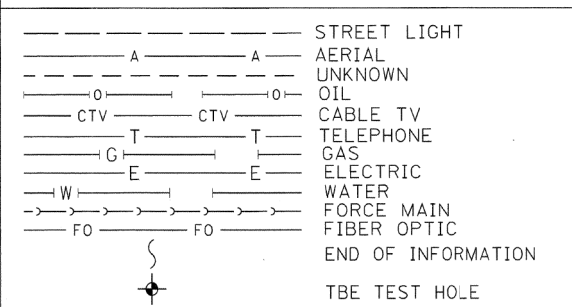 STREET LIGHT
A A AERIAL
UNKNOWN
O O OIL
CTV CTV CABLE TV
T T TELEPHONE
G GAS
E E ELECTRIC
W WATER
FORCE MAIN
FO FO FIBER OPTIC
END OF INFORMATION
TBE TEST HOLE